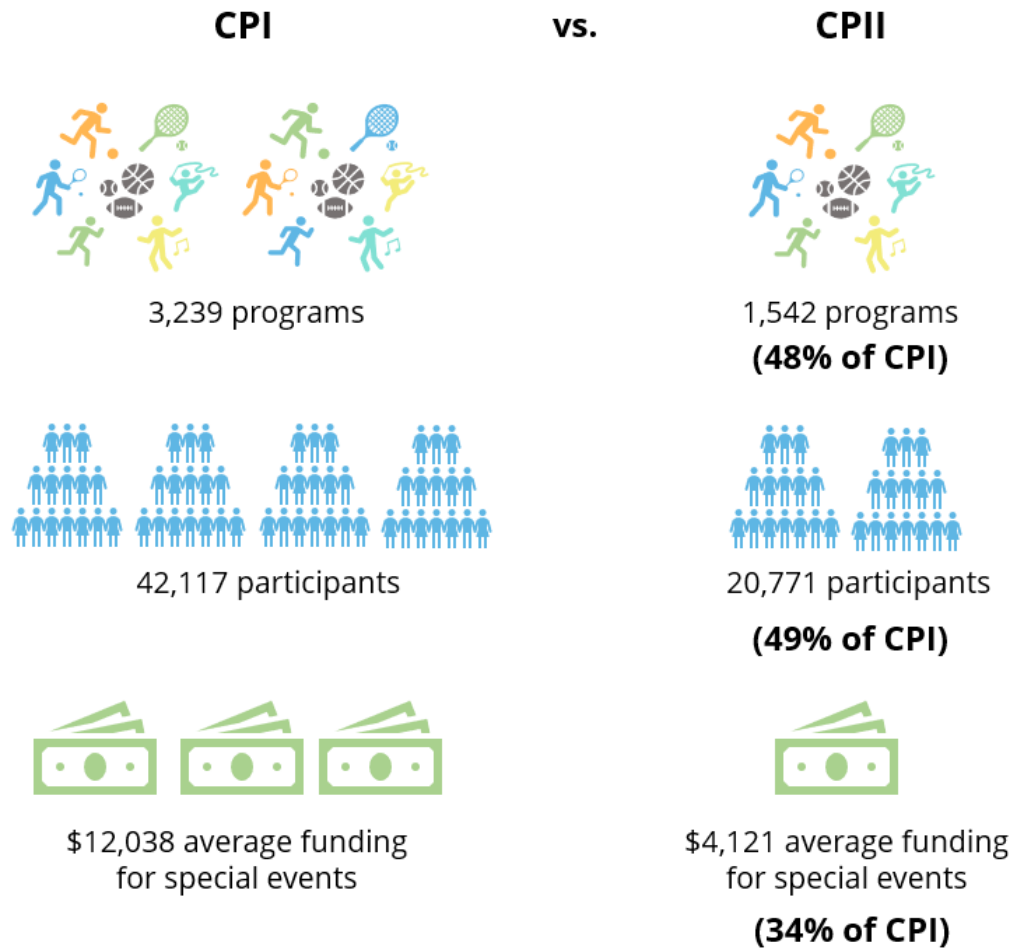 CPI vs. CPII
3,239 programs
1,542 programs
(48% of CPI)
42,117 participants
20,771 participants
(49% of CPI)
$12,038 average funding
for special events
$4,121 average funding
for special events
(34% of CPI)